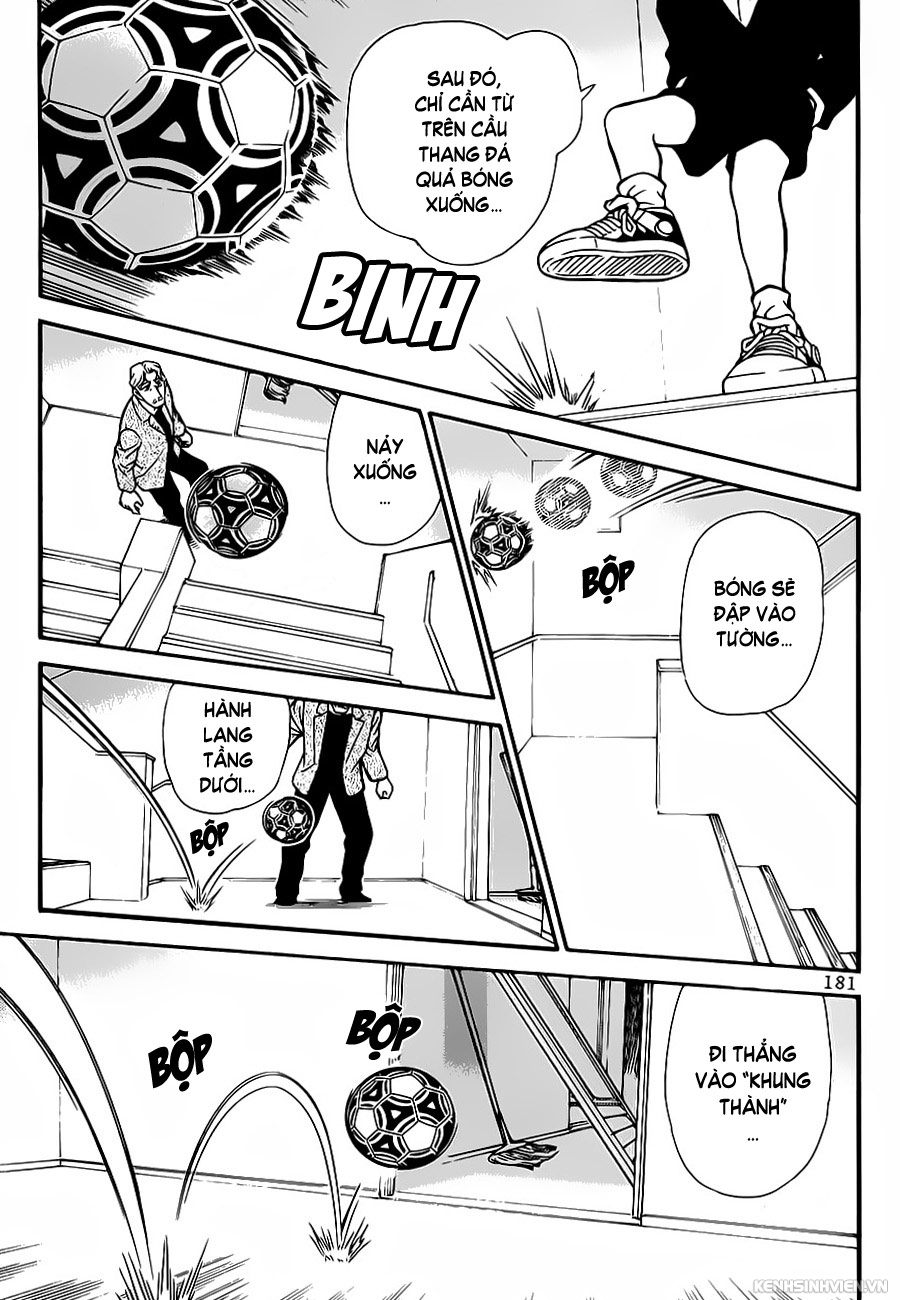 SAU ĐÓ,
CHỈ CẦN TỪ
TRÊN CẦU
THANG ĐÁ
QUẢ BÓNG
XUỐNG...
BINH
BÓNG SẼ
ĐẬP VÀO
TƯỜNG...
BỘP
NẢY
XUỐNG
...
HÀNH
LANG
TẦNG
DƯỚI...
BỘP
181
ĐI THẲNG
VÀO "KHUNG
THÀNH"
...
BỘP
BỘP
KENHSINHVIEN.VN